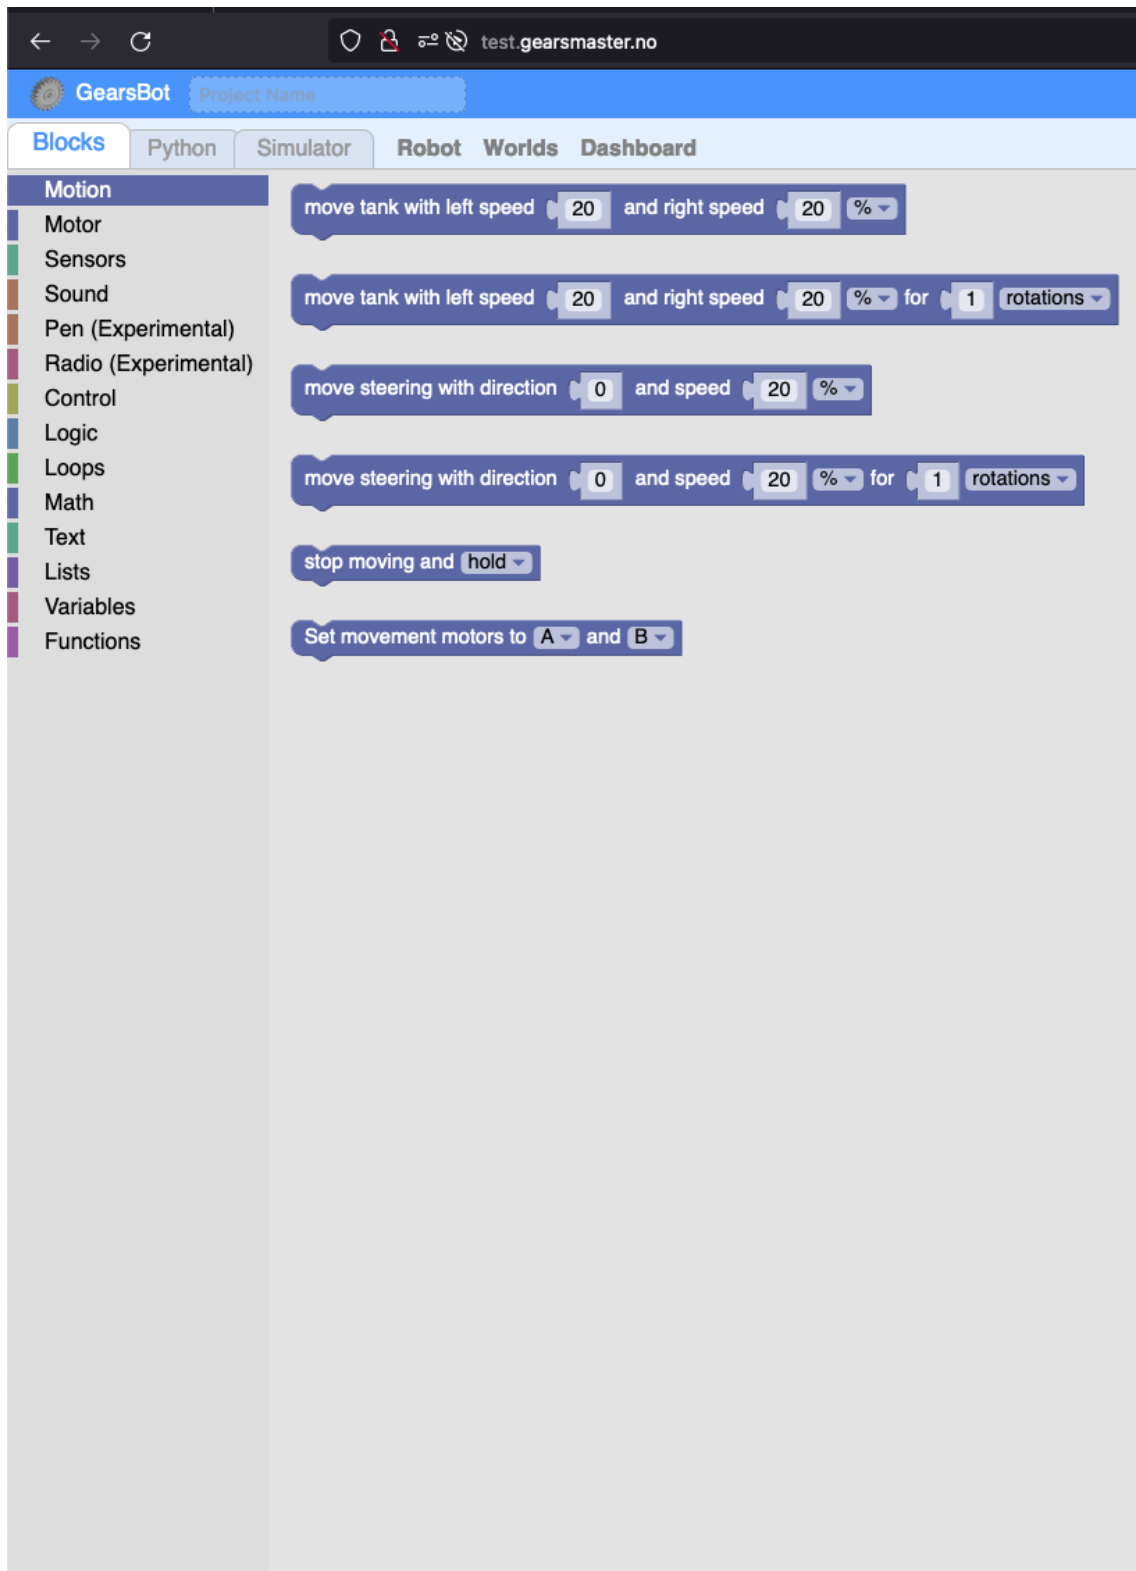 test.gearsmaster.no
GearsBot Project Name
Blocks Python Simulator Robot Worlds Dashboard
Motion
Motor
Sensors
Sound
Pen (Experimental)
Radio (Experimental)
Control
Logic
Loops
Math
Text
Lists
Variables
Functions
move tank with left speed 20 and right speed 20 %
move tank with left speed 20 and right speed 20 % for 1 rotations
move steering with direction 0 and speed 20 %
move steering with direction 0 and speed 20 % for 1 rotations
stop moving and hold
Set movement motors to A and B